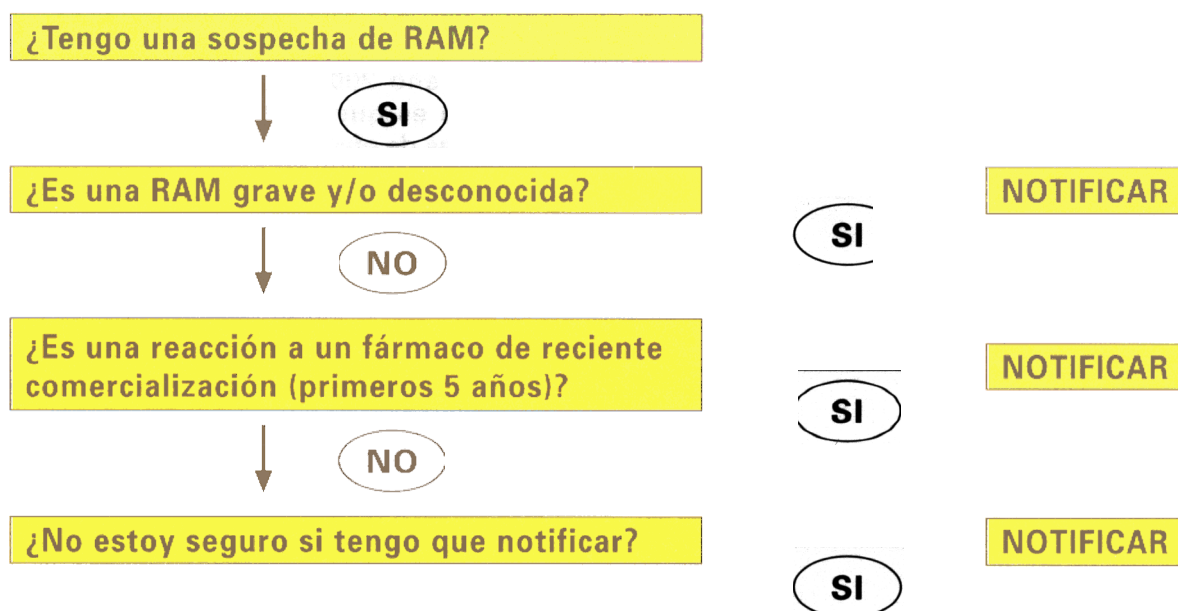 ¿Tengo una sospecha de RAM?
SI
¿Es una RAM grave y/o desconocida?
SI
NOTIFICAR
NO
¿Es una reacción a un fármaco de reciente
comercialización (primeros 5 años)?
SI
NOTIFICAR
NO
¿No estoy seguro si tengo que notificar?
SI
NOTIFICAR